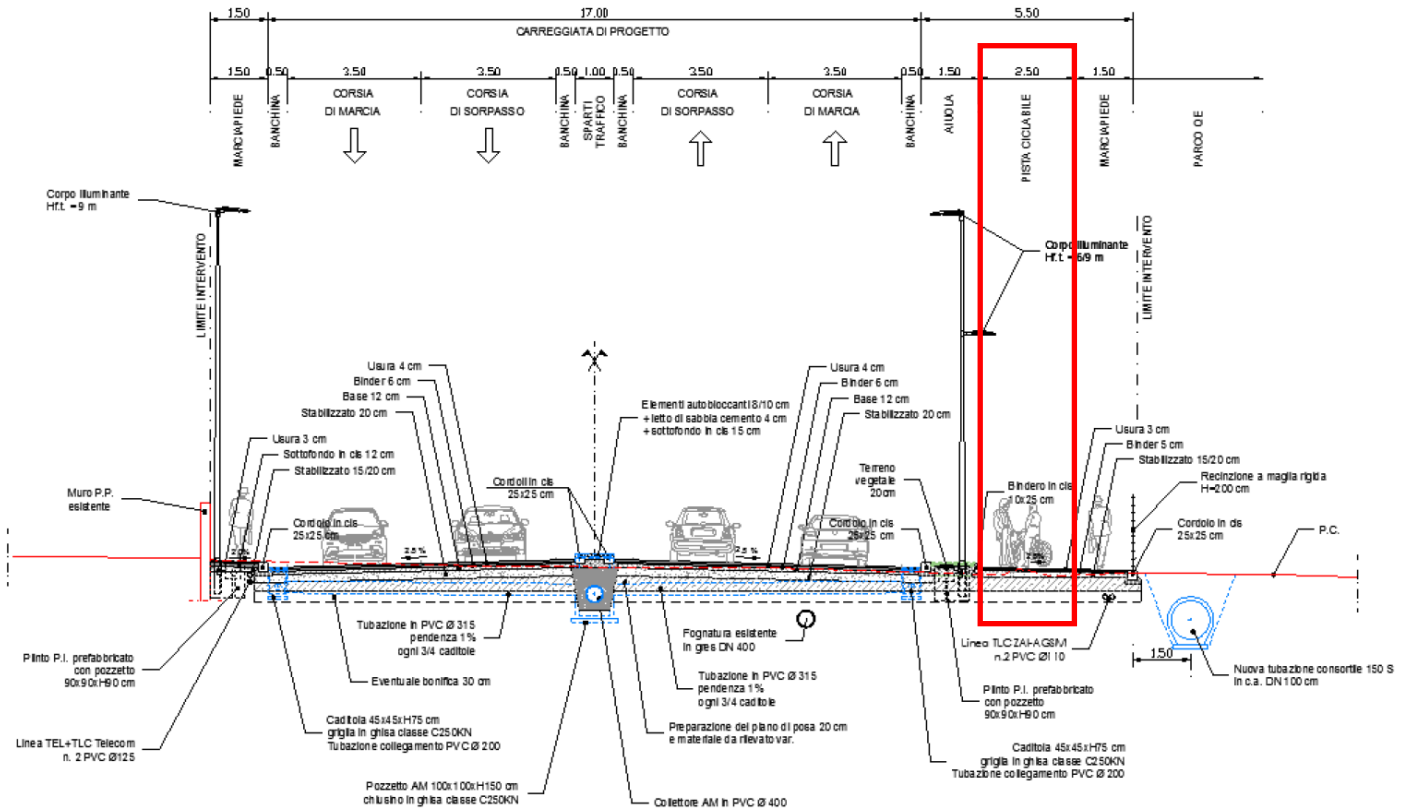 1.50
17.00
5.50
CARREGGIATA DI PROGETTO
1.50
0.50
3.50
3.50
0.50
1.00
0.50
3.50
3.50
0.50
1.50
2.50
1.50
MARCIAPIEDE
BANCHINA
CORSIA
DI MARCIA
CORSIA
DI SORPASSO
BANCHINA
SPARTI
TRAFFICO
BANCHINA
CORSIA
DI SORPASSO
CORSIA
DI MARCIA
BANCHINA
AIUOLA
PISTA CICLABILE
MARCIAPIEDE
PARCO QE
Corpo Illuminante
Hf.t. = 9 m
LIMITE INTERVENTO
Corpo Illuminante
Hf.t. = 6/9 m
LIMITE INTERVENTO
Usura 4 cm
Binder 6 cm
Base 12 cm
Stabilizzato 20 cm
Usura 3 cm
Sottofondo in cls 12 cm
Stabilizzato 15/20 cm
Muro P.P.
esistente
Cordolo in cls
25x25 cm
Cordoli in cls
25x25 cm
Elementi autobloccanti 8/10 cm
+ letto di sabbia cemento 4 cm
+ sottofondo in cls 15 cm
Usura 4 cm
Binder 6 cm
Base 12 cm
Stabilizzato 20 cm
Terreno
vegetale
20cm
Cordolo in cls
25x25 cm
Bindero in cls
10x25 cm
Usura 3 cm
Binder 5 cm
Stabilizzato 15/20 cm
Recinzione a maglia rigida
H=200 cm
Cordolo in cls
25x25 cm
P.C.
2.5 %
2.5 %
Plinto P.I. prefabbricato
con pozzetto
90x90xH90 cm
Linea TEL+TLC Telecom
n. 2 PVC Ø125
Tubazione in PVC Ø 315
pendenza 1%
ogni 3/4 caditoie
Eventuale bonifica 30 cm
Caditoia 45x45xH75 cm
griglia in ghisa classe C250KN
Tubazione collegamento PVC Ø 200
Pozzetto AM 100x100xH150 cm
chiusino in ghisa classe C250KN
Collettore AM in PVC Ø 400
Fognatura esistente
in gres DN 400
Tubazione in PVC Ø 315
pendenza 1%
ogni 3/4 caditoie
Preparazione del piano di posa 20 cm
e materiale da rilevato var.
Linea TLC ZAI-AGSM
n.2 PVC Ø110
Plinto P.I. prefabbricato
con pozzetto
90x90xH90 cm
Caditoia 45x45xH75 cm
griglia in ghisa classe C250KN
Tubazione collegamento PVC Ø 200
1.50
Nuova tubazione consortile 150 S
in c.a. DN 100 cm